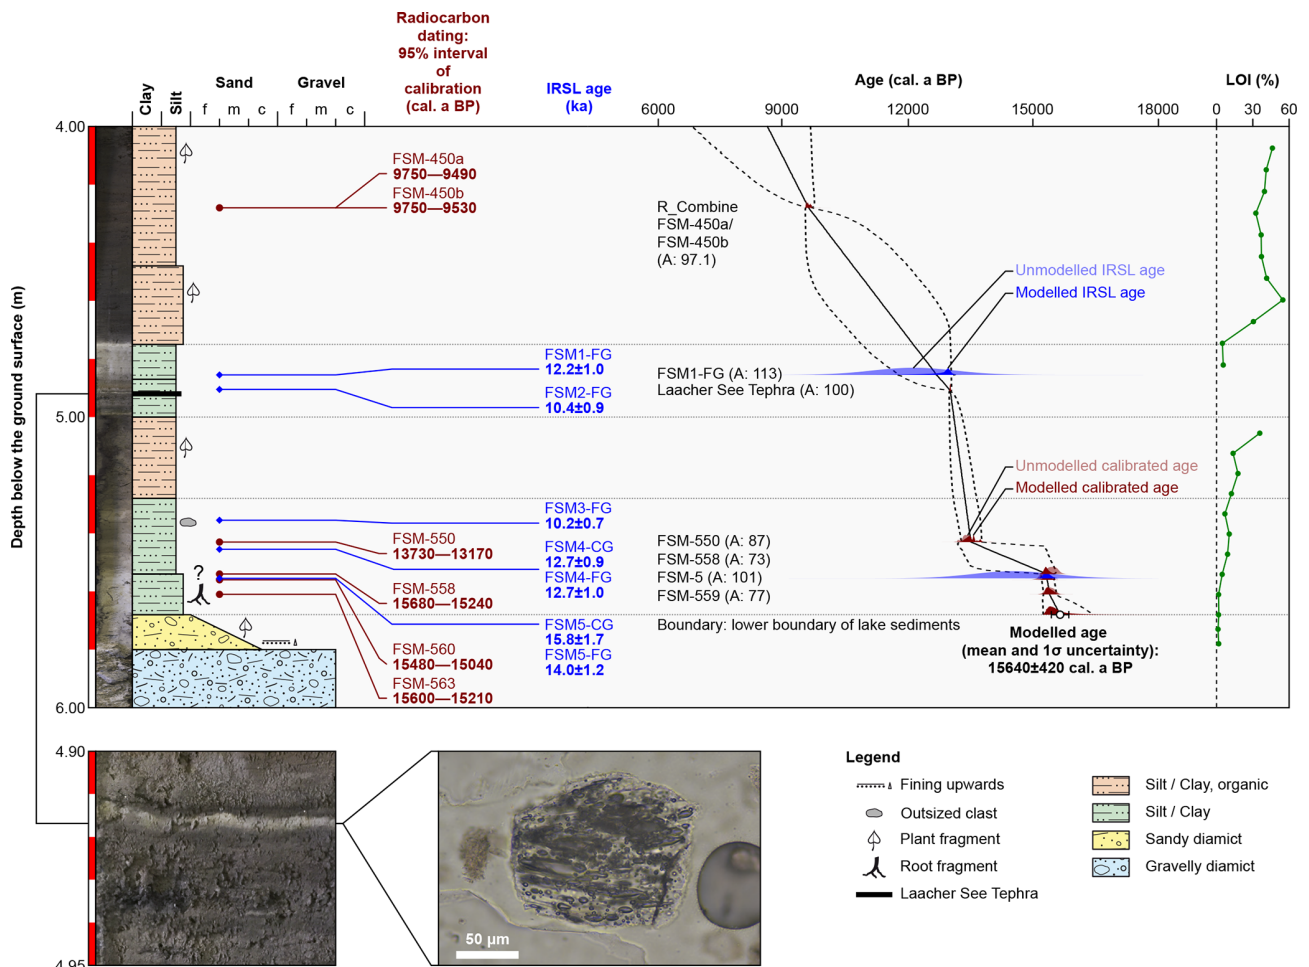 Radiocarbon
dating:
95% interval
of
calibration
(cal. a BP)
IRSL age
(ka)
Age (cal. a BP)
LOI (%)
Clay
Silt
Sand
Gravel
f m c f m c
6000 9000 12000 15000 18000
0 30 60
Depth below the ground surface (m)
4.00
5.00
6.00
FSM-450a
9750—9490
FSM-450b
9750—9530
R_Combine
FSM-450a/
FSM-450b
(A: 97.1)
Unmodelled IRSL age
Modelled IRSL age
FSM1-FG
12.2±1.0
FSM2-FG
10.4±0.9
FSM1-FG (A: 113)
Laacher See Tephra (A: 100)
Unmodelled calibrated age
Modelled calibrated age
FSM3-FG
10.2±0.7
FSM-550
13730—13170
FSM4-CG
12.7±0.9
FSM4-FG
12.7±1.0
?
FSM-558
15680—15240
FSM5-CG
15.8±1.7
FSM5-FG
14.0±1.2
FSM-560
15480—15040
FSM-563
15600—15210
FSM-550 (A: 87)
FSM-558 (A: 73)
FSM-5 (A: 101)
FSM-559 (A: 77)
Boundary: lower boundary of lake sediments
Modelled age
(mean and 1σ uncertainty):
15640±420 cal. a BP
4.90
4.95
50 µm
Legend
Fining upwards
Outsized clast
Plant fragment
Root fragment
Laacher See Tephra
Silt / Clay, organic
Silt / Clay
Sandy diamict
Gravelly diamict